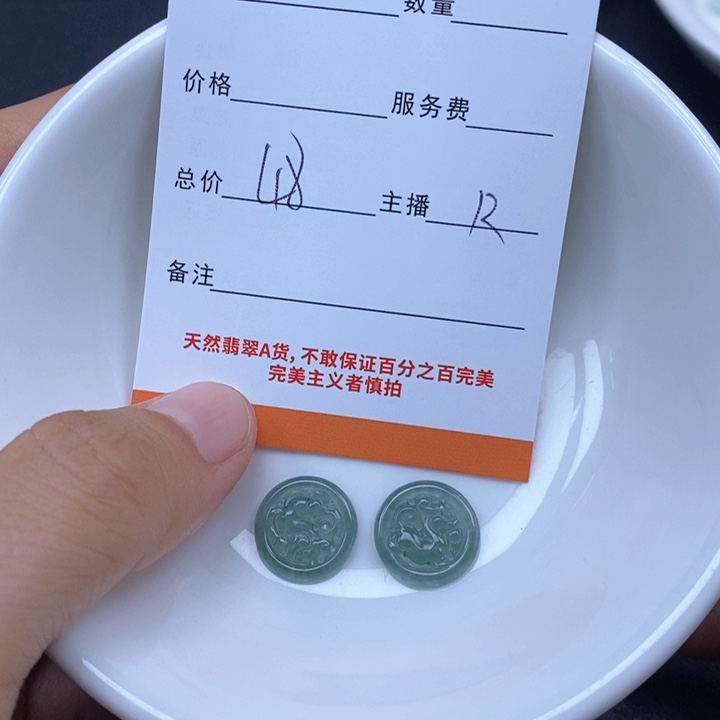 数量
价格 服务费
总价 48 主播 R
备注
天然翡翠A货，不敢保证百分之百完美
完美主义者慎拍